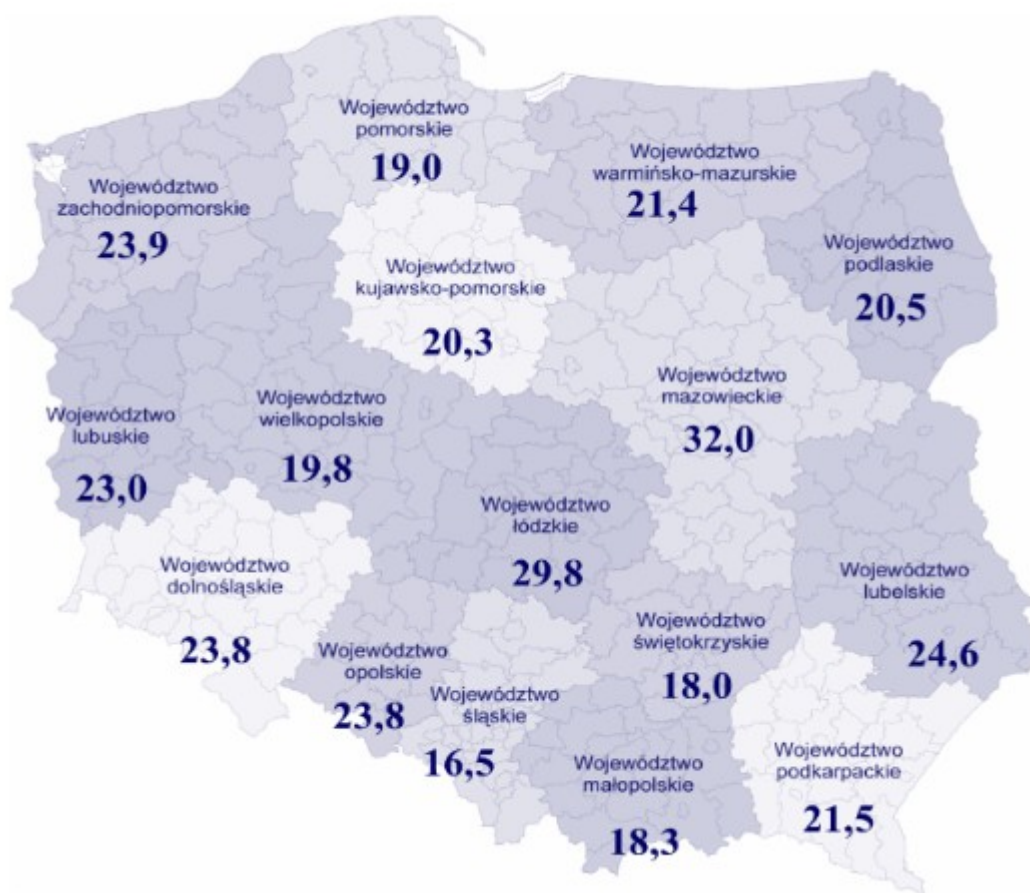 Województwo
pomorskie
19,0
Województwo
warmińsko-mazurskie
21,4
Województwo
zachodniopomorskie
23,9
Województwo
podlaskie
20,5
Województwo
kujawsko-pomorskie
20,3
Województwo
mazowieckie
32,0
Województwo
wielkopolskie
19,8
Województwo
lubuskie
23,0
Województwo
łódzkie
29,8
Województwo
dolnośląskie
23,8
Województwo
lubelskie
24,6
Województwo
świętokrzyskie
18,0
Województwo
opolskie
23,8
Województwo
śląskie
16,5
Województwo
małopolskie
18,3
Województwo
podkarpackie
21,5